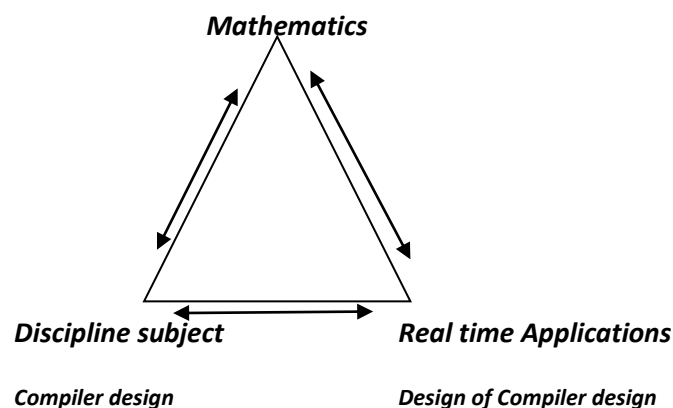 Mathematics
Discipline subject
Real time Applications
Compiler design
Design of Compiler design